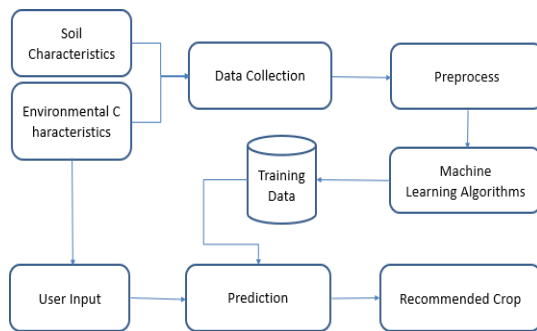 Soil
Characteristics
Data Collection
Preprocess
Environmental C
haracteristics
Training
Data
Machine
Learning Algorithms
User Input
Prediction
Recommended Crop